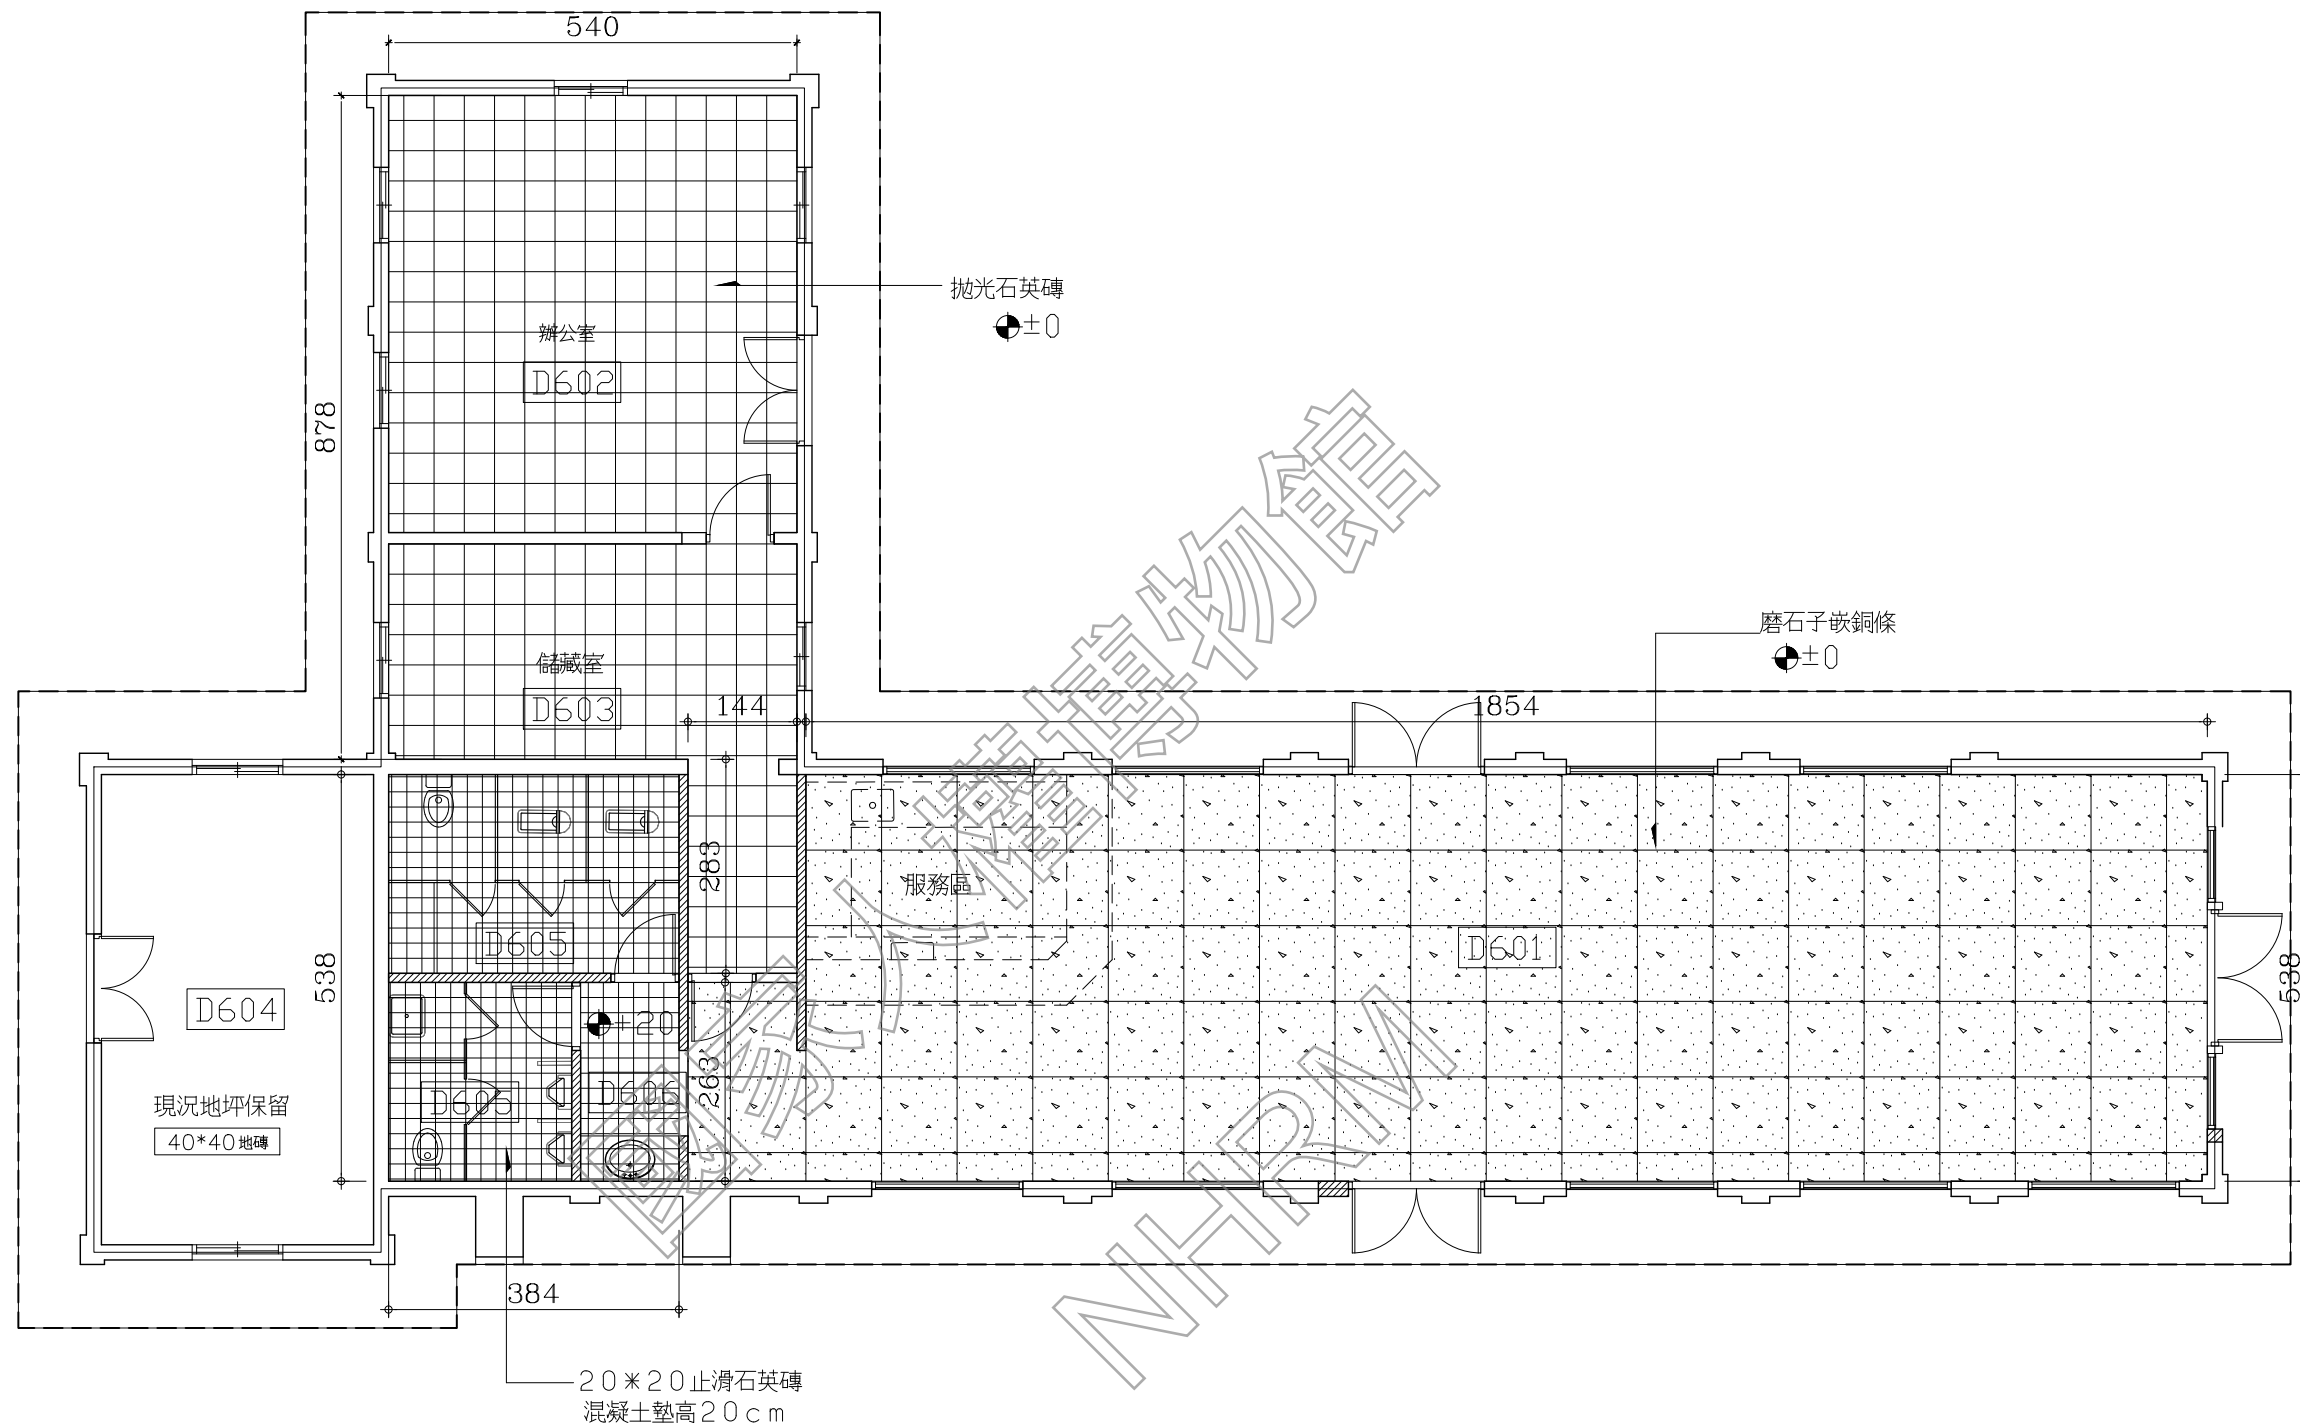 540
拋光石英磚
±0
辦公室
D602
878
磨石子嵌銅條
±0
儲藏室
D603
144
1854
283
服務區
D605
D601
538
538
D604
+20
263
D605
D606
現況地坪保留
40*40地磚
384
20*20止滑石英磚
混凝土墊高20cm
國家人權博物館
NHRM